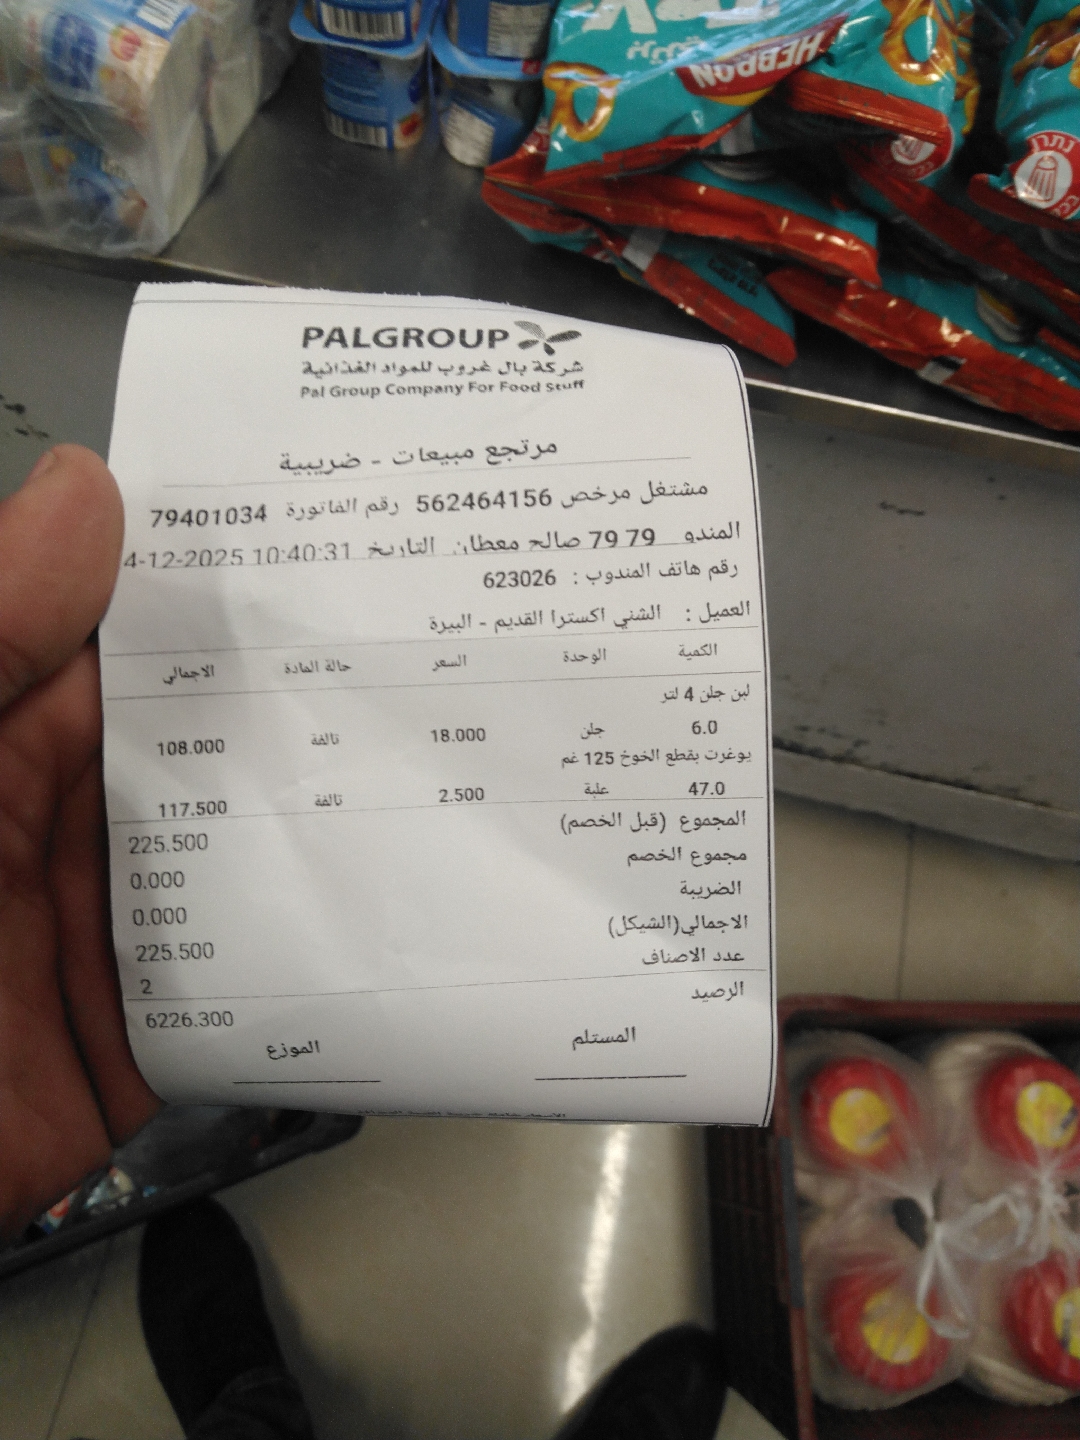 HEBRON
נתרן
PALGROUP
شركة بال غروب للمواد الغذائية
Pal Group Company For Food Stuff
مرتجع مبيعات - ضريبية
مشتغل مرخص 562464156 رقم الفاتورة 79401034
المندو 79 79 صالح معطان التاريخ 4-12-2025 10:40:31
رقم هاتف المندوب : 623026
العميل : الشني اكسترا القديم - البيرة
الكمية الوحدة السعر حالة المادة الاجمالي
لبن جلن 4 لتر
6.0 جلن 18.000 تالفة 108.000
يوغرت بقطع الخوخ 125 غم
47.0 علبة 2.500 تالفة 117.500
المجموع (قبل الخصم) 225.500
مجموع الخصم 0.000
الضريبة 0.000
الاجمالي(الشيكل) 225.500
عدد الاصناف 2
الرصيد 6226.300
المستلم الموزع